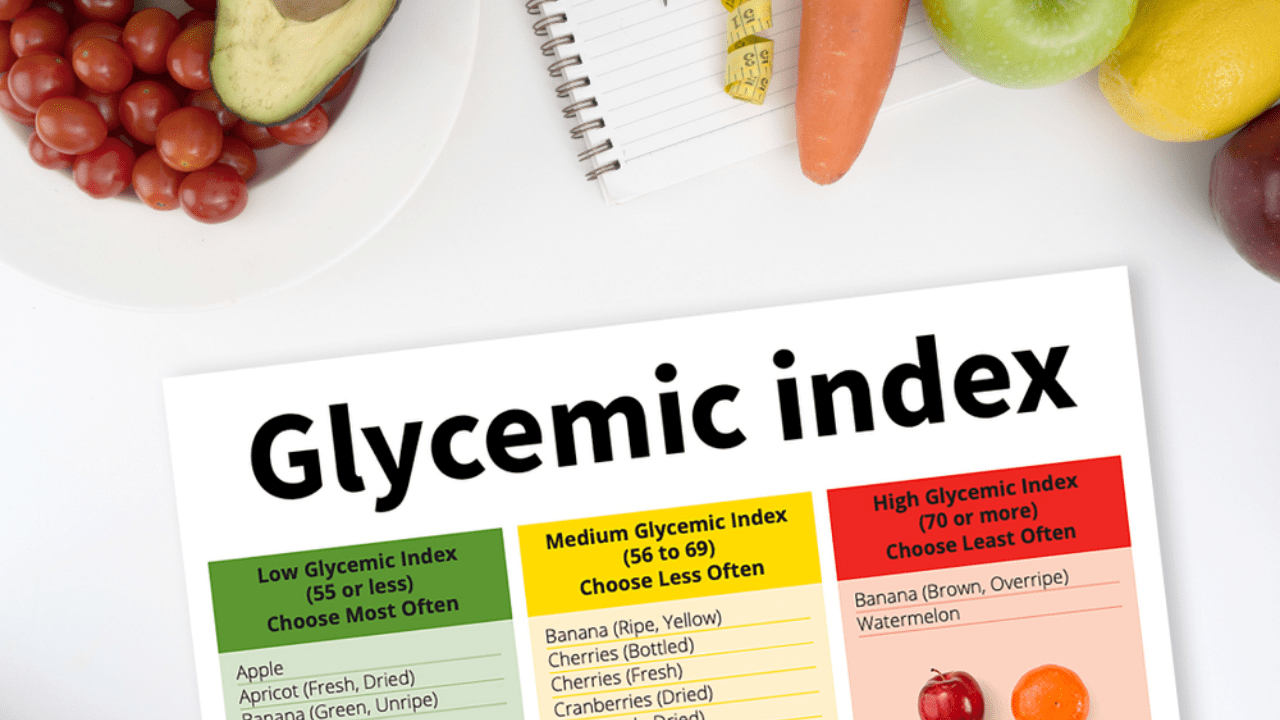 Glycemic index
Low Glycemic Index
(55 or less)
Choose Most Often
Apple
Apricot (Fresh, Dried)
Banana (Green, Unripe)
Medium Glycemic Index
(56 to 69)
Choose Less Often
Banana (Ripe, Yellow)
Cherries (Bottled)
Cherries (Fresh)
Cranberries (Dried)
Dried)
High Glycemic Index
(70 or more)
Choose Least Often
Banana (Brown, Overripe)
Watermelon